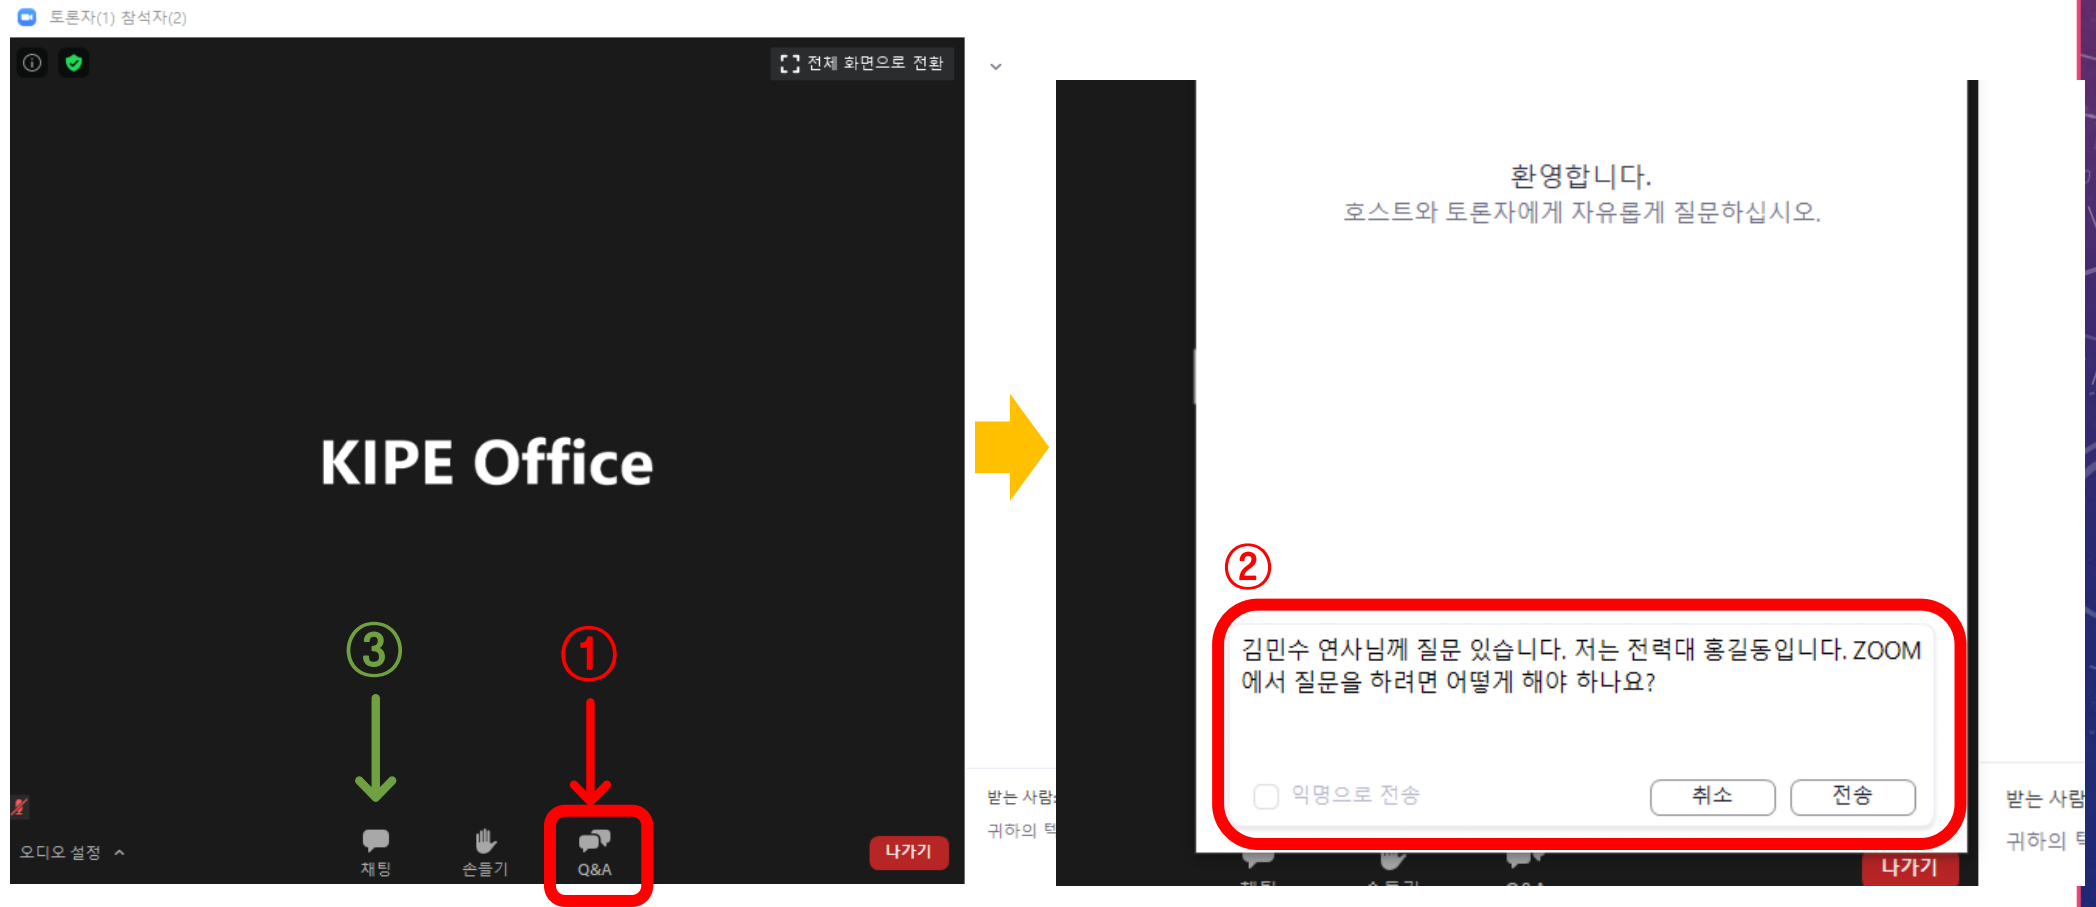 토론자(1) 참석자(2)
전체 화면으로 전환
KIPE Office
③
①
오디오 설정
채팅
손들기
Q&A
나가기
받는 사람:
귀하의
환영합니다.
호스트와 토론자에게 자유롭게 질문하십시오.
②
김민수 연사님께 질문 있습니다. 저는 전력대 홍길동입니다. ZOOM
에서 질문을 하려면 어떻게 해야 하나요?
익명으로 전송
취소
전송
나가기
받는 사람
귀하의